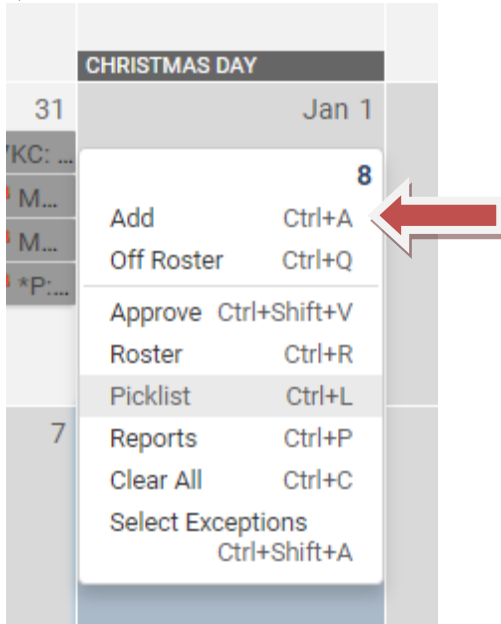 CHRISTMAS DAY
31 Jan 1
KC: ...
M...
M...
*P:...
7
8
Add Ctrl+A
Off Roster Ctrl+Q
Approve Ctrl+Shift+V
Roster Ctrl+R
Picklist Ctrl+L
Reports Ctrl+P
Clear All Ctrl+C
Select Exceptions
Ctrl+Shift+A